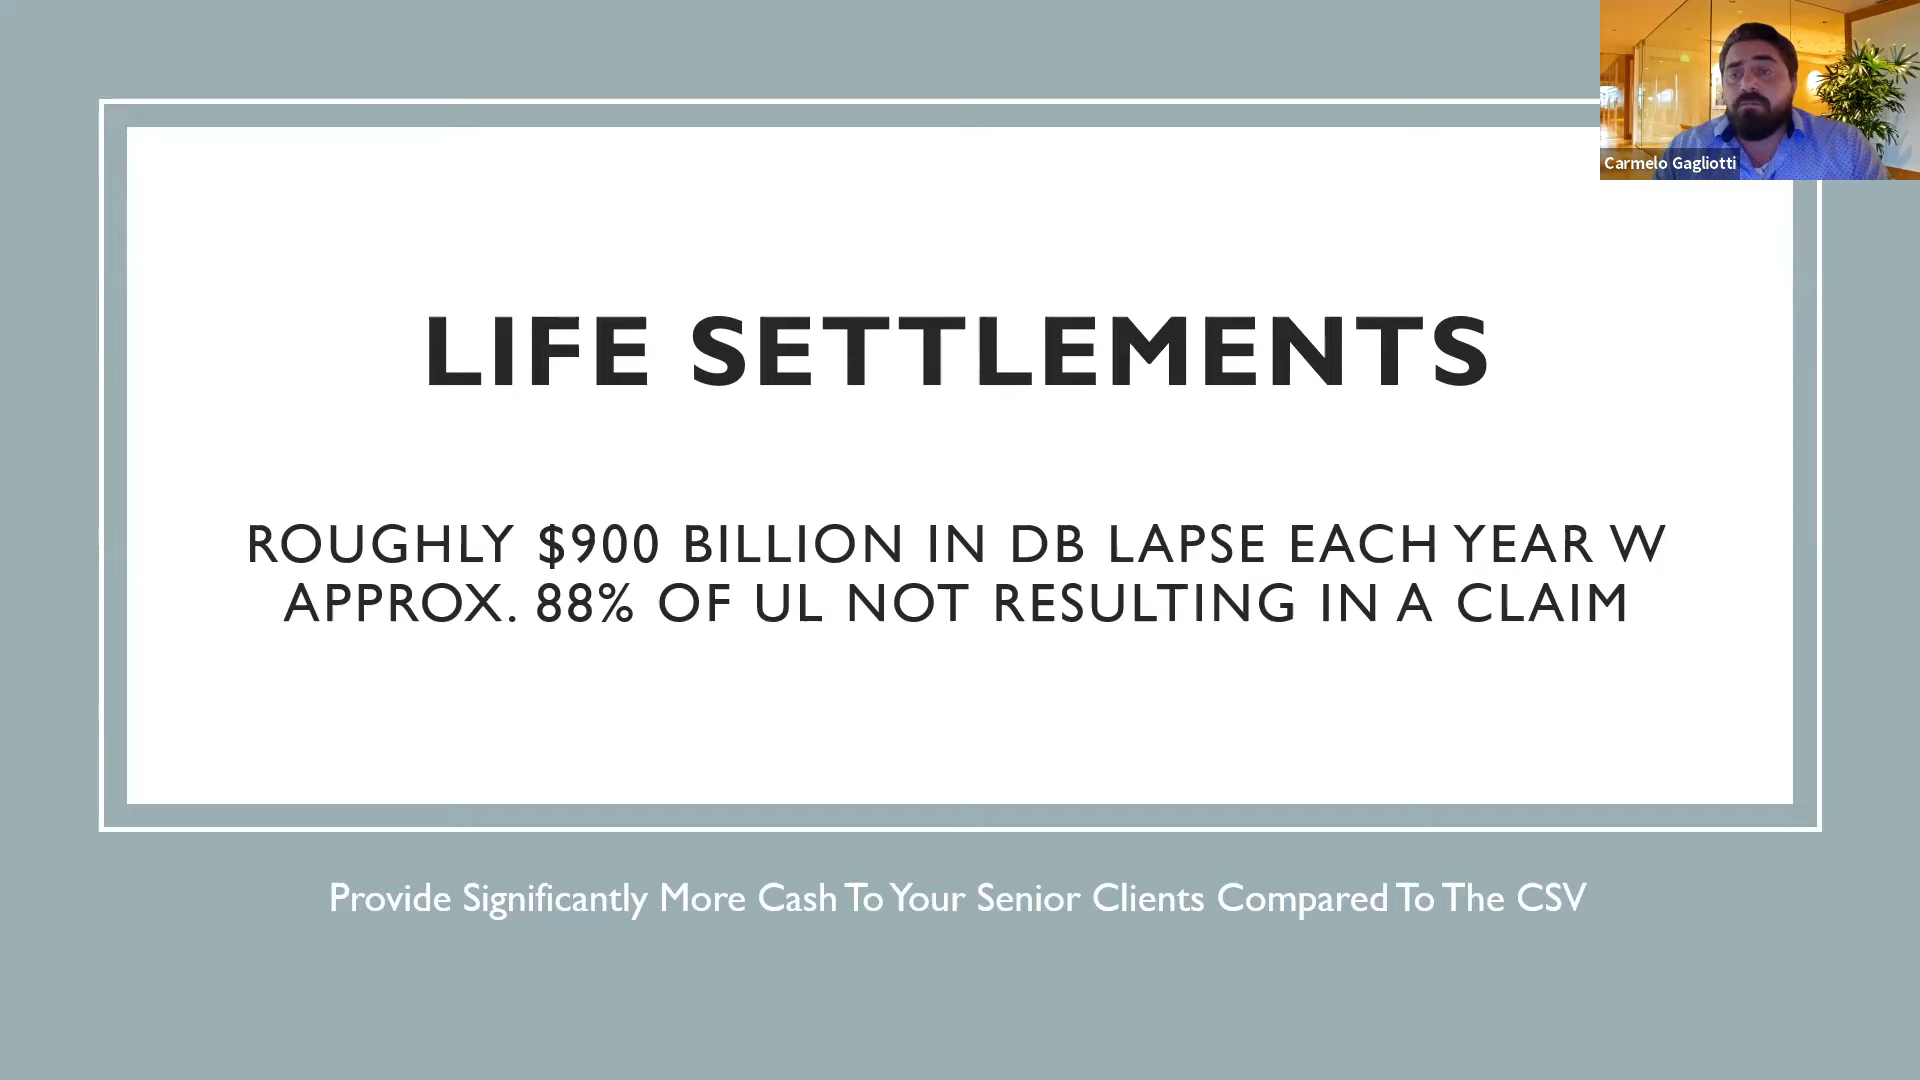 Carmelo Gagliotti
LIFE SETTLEMENTS
ROUGHLY $900 BILLION IN DB LAPSE EACH YEAR W
APPROX. 88% OF UL NOT RESULTING IN A CLAIM
Provide Significantly More Cash To Your Senior Clients Compared To The CSV